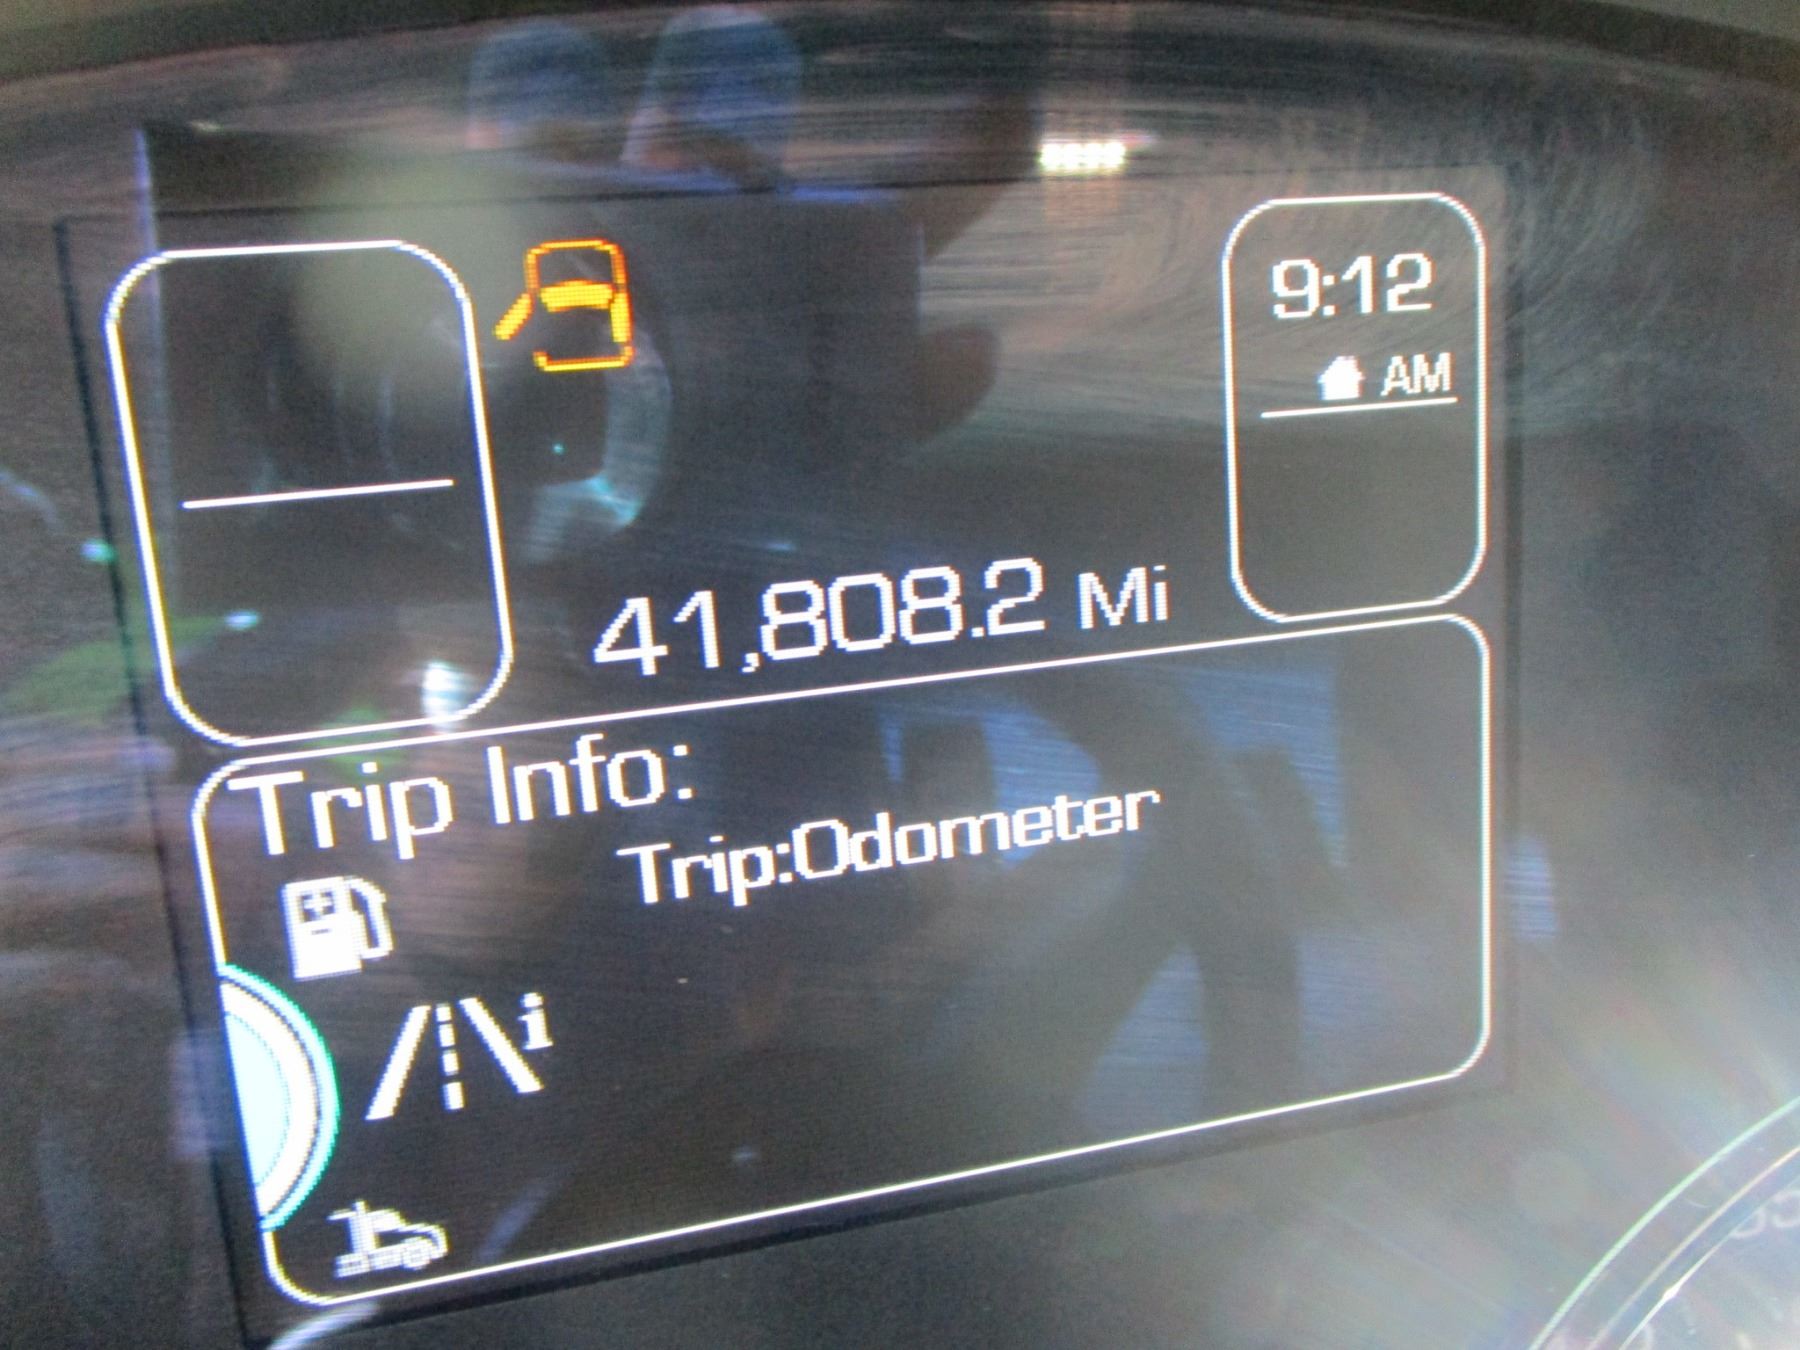 9:12
AM
41,808.2 Mi
Trip Info:
Trip:Odometer
i